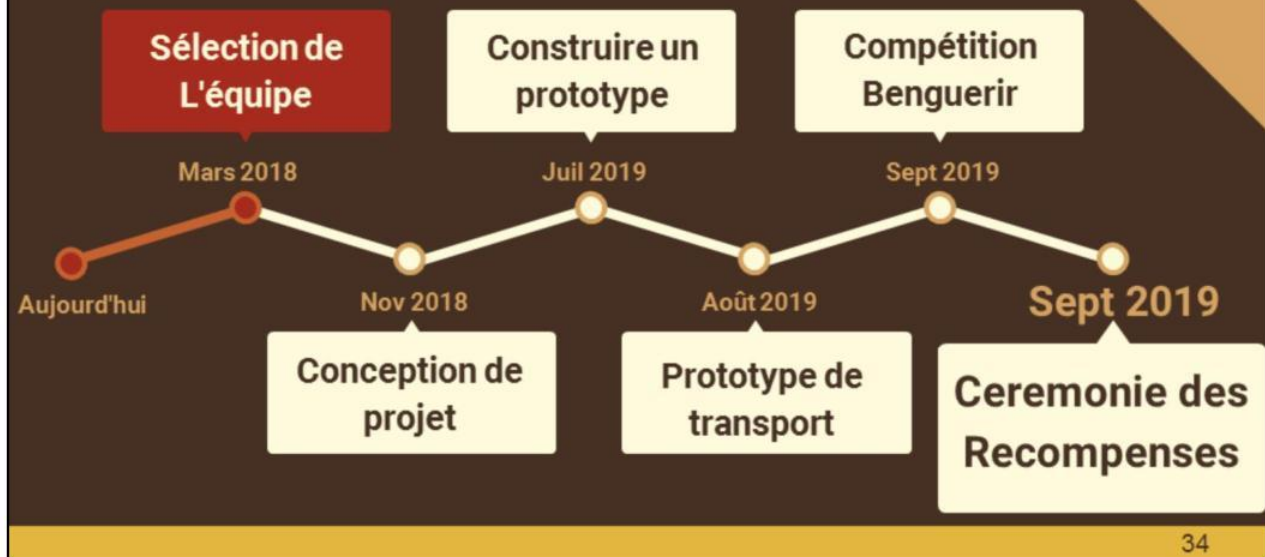 Sélection de
L'équipe
Construire un
prototype
Compétition
Benguerir
Mars 2018
Juil 2019
Sept 2019
Aujourd'hui
Nov 2018
Août 2019
Sept 2019
Conception de
projet
Prototype de
transport
Ceremonie des
Recompenses
34